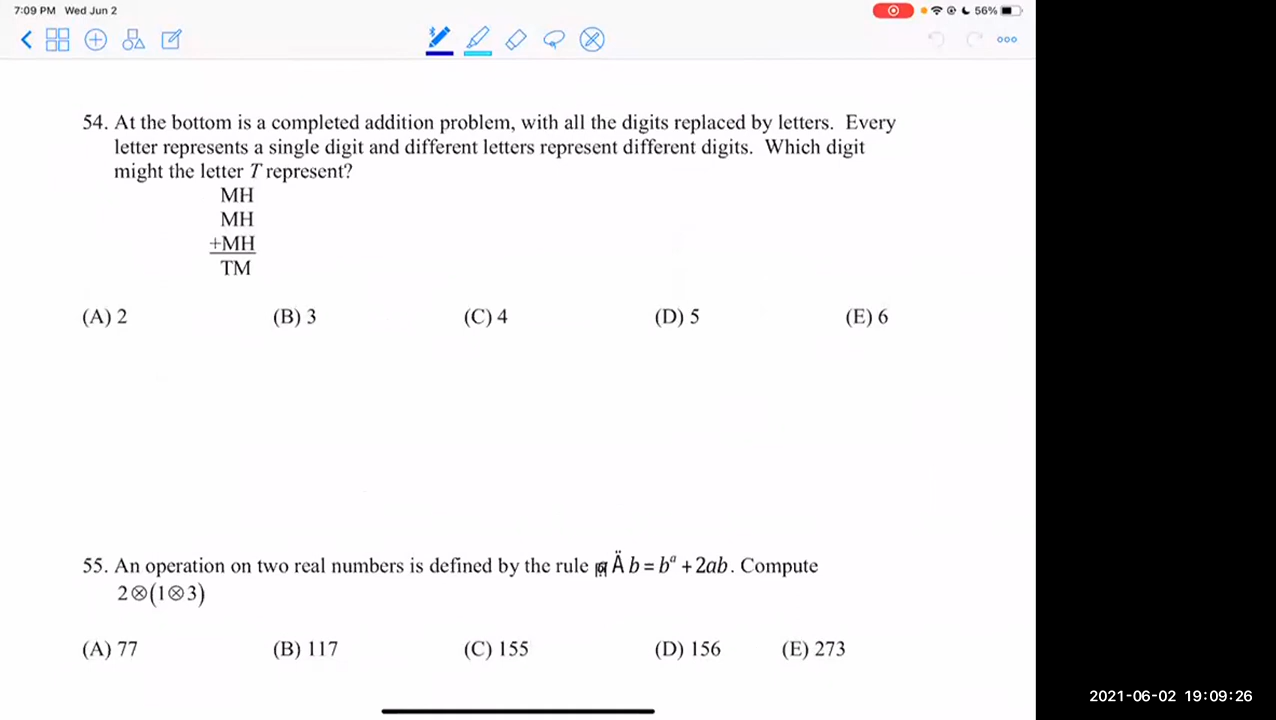 7:09 PM Wed Jun 2
56%
54. At the bottom is a completed addition problem, with all the digits replaced by letters. Every
letter represents a single digit and different letters represent different digits. Which digit
might the letter T represent?
MH
MH
+MH
TM
(A) 2 (B) 3 (C) 4 (D) 5 (E) 6
55. An operation on two real numbers is defined by the rule a Ä b = bᵃ + 2ab. Compute
2⊗(1⊗3)
(A) 77 (B) 117 (C) 155 (D) 156 (E) 273
2021-06-02 19:09:26